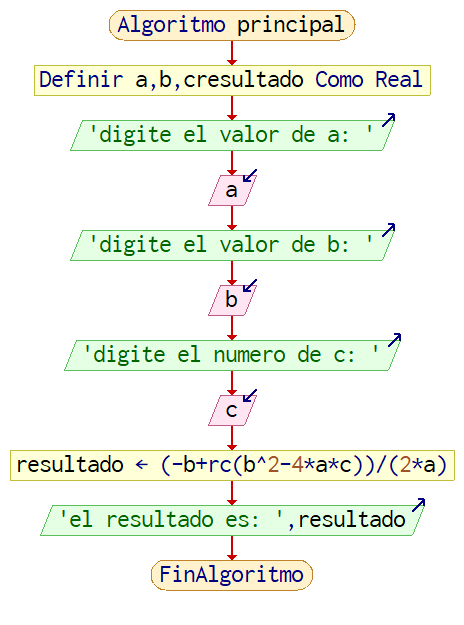 Algoritmo principal
Definir a,b,cresultado Como Real
'digite el valor de a: '
a
'digite el valor de b: '
b
'digite el numero de c: '
c
resultado ← (-b+rc(b^2-4*a*c))/(2*a)
'el resultado es: ',resultado
FinAlgoritmo